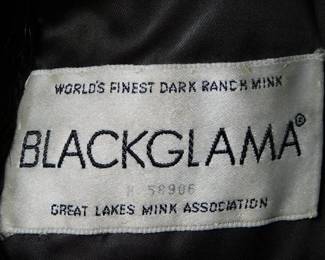 WORLD'S FINEST DARK RANCH MINK
BLACKGLAMA®
58906
GREAT LAKES MINK ASSOCIATION